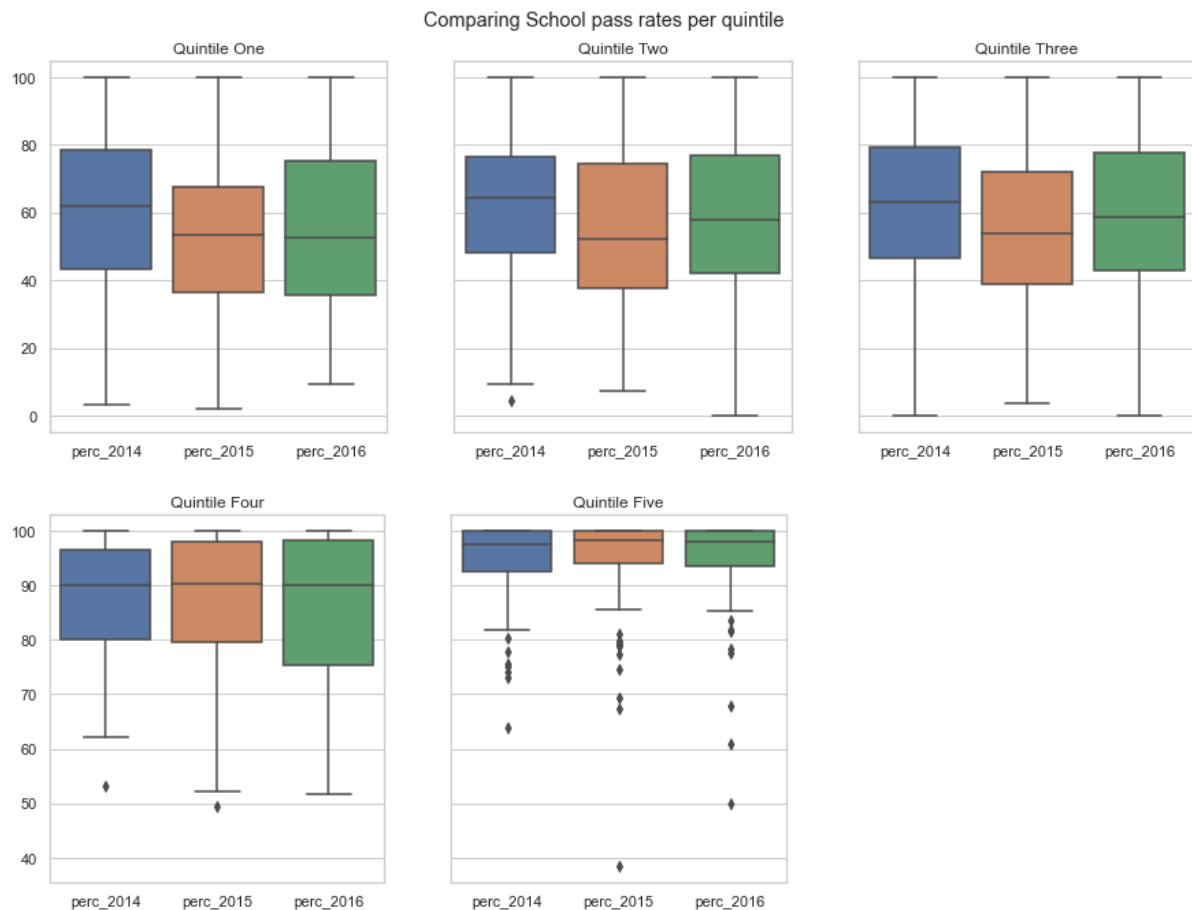 Comparing School pass rates per quintile
Quintile One
Quintile Two
Quintile Three
100
80
60
40
20
0
perc_2014 perc_2015 perc_2016
perc_2014 perc_2015 perc_2016
perc_2014 perc_2015 perc_2016
Quintile Four
Quintile Five
100
90
80
70
60
50
40
perc_2014 perc_2015 perc_2016
perc_2014 perc_2015 perc_2016